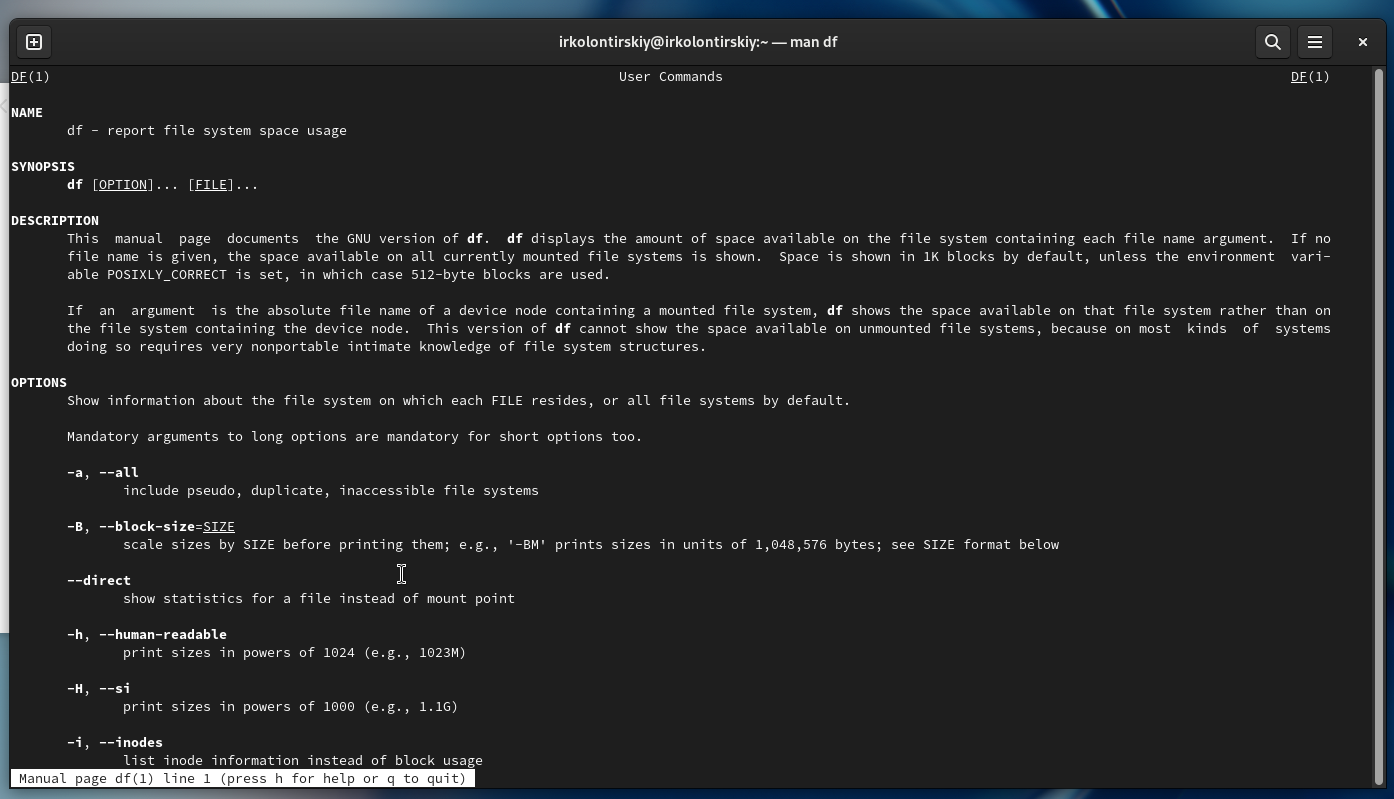 irkolontirskiy@irkolontirskiy:~ — man df
DF(1) User Commands DF(1)
NAME
df - report file system space usage
SYNOPSIS
df [OPTION]... [FILE]...
DESCRIPTION
This manual page documents the GNU version of df. df displays the amount of space available on the file system containing each file name argument. If no
file name is given, the space available on all currently mounted file systems is shown. Space is shown in 1K blocks by default, unless the environment vari-
able POSIXLY_CORRECT is set, in which case 512-byte blocks are used.
If an argument is the absolute file name of a device node containing a mounted file system, df shows the space available on that file system rather than on
the file system containing the device node. This version of df cannot show the space available on unmounted file systems, because on most kinds of systems
doing so requires very nonportable intimate knowledge of file system structures.
OPTIONS
Show information about the file system on which each FILE resides, or all file systems by default.
Mandatory arguments to long options are mandatory for short options too.
-a, --all
include pseudo, duplicate, inaccessible file systems
-B, --block-size=SIZE
scale sizes by SIZE before printing them; e.g., '-BM' prints sizes in units of 1,048,576 bytes; see SIZE format below
--direct
show statistics for a file instead of mount point
-h, --human-readable
print sizes in powers of 1024 (e.g., 1023M)
-H, --si
print sizes in powers of 1000 (e.g., 1.1G)
-i, --inodes
list inode information instead of block usage
Manual page df(1) line 1 (press h for help or q to quit)